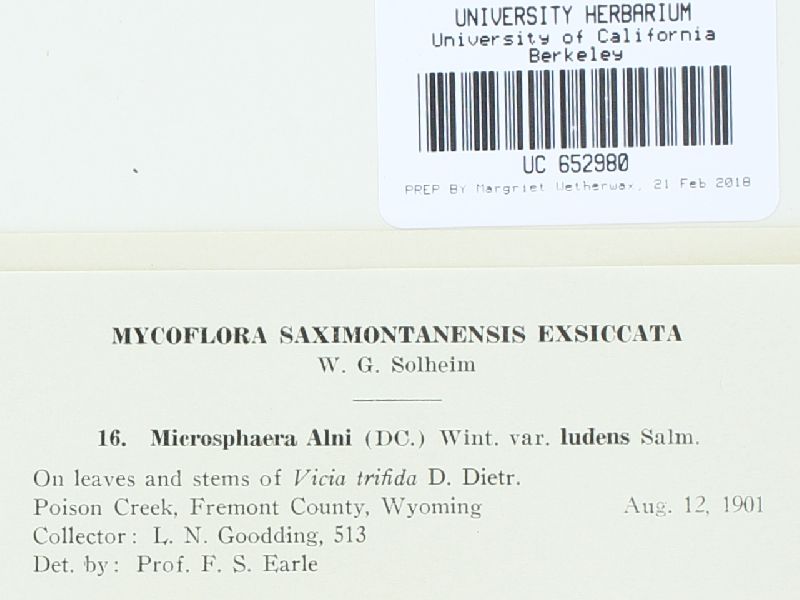 UNIVERSITY HERBARIUM
University of California
Berkeley
UC 652980
PREP BY Margriet Wetherwax, 21 Feb 2018
MYCOFLORA SAXIMONTANENSIS EXSICCATA
W. G. Solheim
16. Microsphaera Alni (DC.) Wint. var. ludens Salm.
On leaves and stems of Vicia trifida D. Dietr.
Poison Creek, Fremont County, Wyoming Aug. 12, 1901
Collector: L. N. Goodding, 513
Det. by: Prof. F. S. Earle